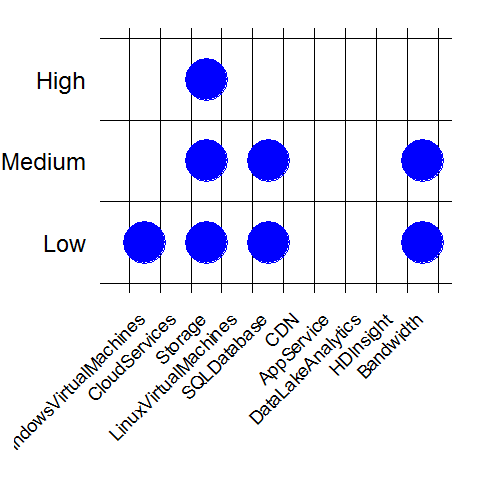 High
Medium
Low
ndowsVirtualMachines
CloudServices
Storage
LinuxVirtualMachines
SQLDatabase
CDN
AppService
DataLakeAnalytics
HDInsight
Bandwidth